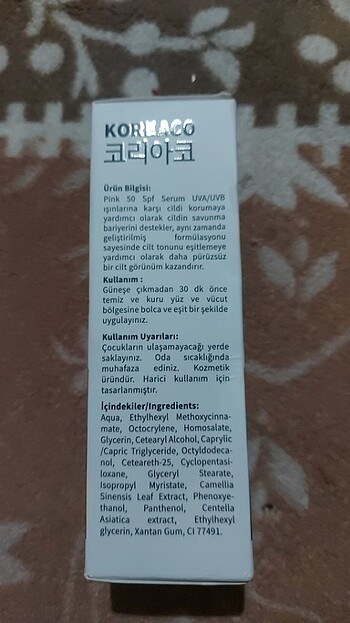 KOREACO
코리아코
Ürün Bilgisi:
Pink 50 Spf Serum UVA/UVB
ışınlarına karşı cildi korumaya
yardımcı olarak cildin savunma
bariyerini destekler, aynı zamanda
geliştirilmiş formülasyonu
sayesinde cilt tonunu eşitlemeye
yardımcı olarak daha pürüzsüz
bir cilt görünüm kazandırır.
Kullanım :
Güneşe çıkmadan 30 dk önce
temiz ve kuru yüz ve vücut
bölgesine bolca ve eşit bir şekilde
uygulayınız.
Kullanım Uyarıları:
Çocukların ulaşamayacağı yerde
saklayınız. Oda sıcaklığında
muhafaza ediniz. Kozmetik
üründür. Harici kullanım için
tasarlanmıştır.
İçindekiler/Ingredients:
Aqua, Ethylhexyl Methoxycinna-
mate, Octocrylene, Homosalate,
Glycerin, Cetearyl Alcohol, Caprylic
/Capric Triglyceride, Octyldodeca-
nol, Ceteareth-25, Cyclopentasi-
loxane, Glyceryl Stearate,
Isopropyl Myristate, Camellia
Sinensis Leaf Extract, Phenoxye-
thanol, Panthenol, Centella
Asiatica extract, Ethylhexyl
glycerin, Xantan Gum, CI 77491.